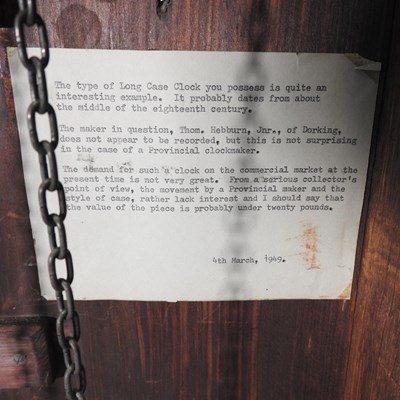 The type of Long Case Clock you possess is quite an
interesting example. It probably dates from about
the middle of the eighteenth century.
The maker in question, Thom. Hebburn, Jnr., of Dorking,
does not appear to be recorded, but this is not surprising
in the case of a Provincial clockmaker.
The demand for such a clock on the commercial market at the
present time is not very great. From a serious collector's
point of view, the movement by a Provincial maker and the
style of case, rather lack interest and I should say that
the value of the piece is probably under twenty pounds.
4th March, 1949.